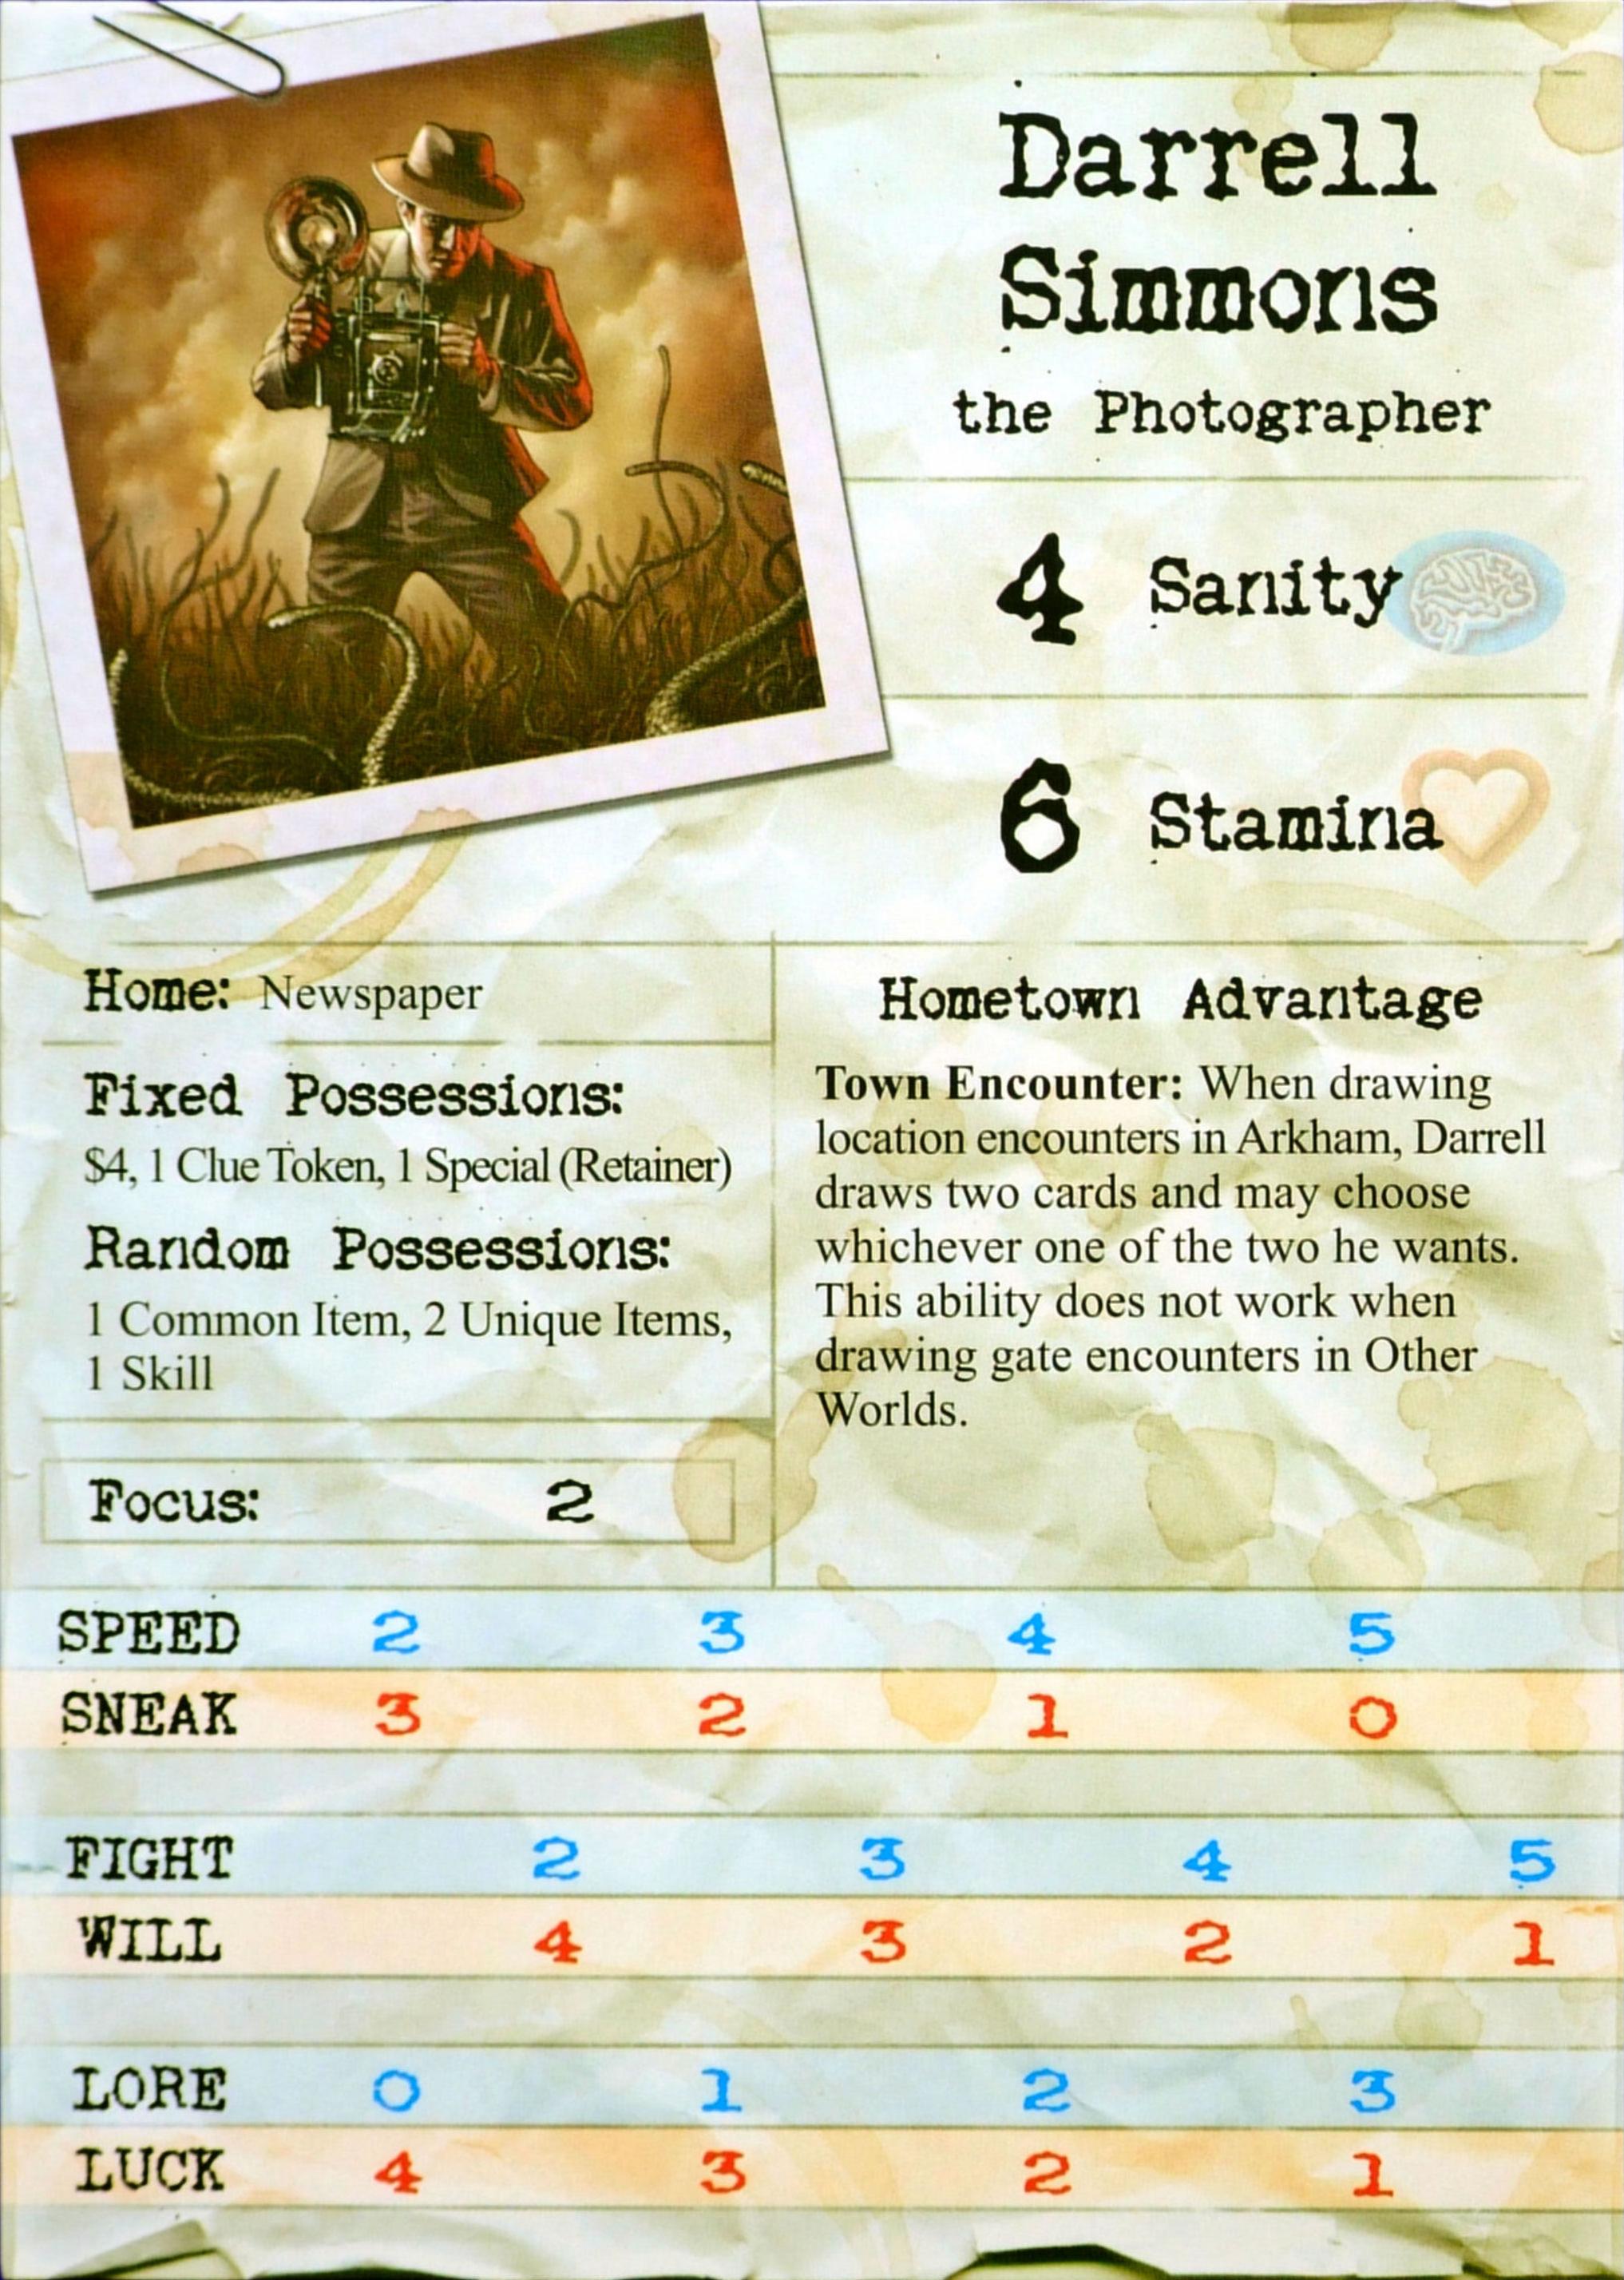 Darrell
Simmons
the Photographer
4 Sanity
6 Stamina
Home: Newspaper
Fixed Possessions:
$4, 1 Clue Token, 1 Special (Retainer)
Random Possessions:
1 Common Item, 2 Unique Items,
1 Skill
Focus: 2
Hometown Advantage
Town Encounter: When drawing
location encounters in Arkham, Darrell
draws two cards and may choose
whichever one of the two he wants.
This ability does not work when
drawing gate encounters in Other
Worlds.
SPEED 2 3 4 5
SNEAK 3 2 1 0
FIGHT 2 3 4 5
WILL 4 3 2 1
LORE 0 1 2 3
LUCK 4 3 2 1